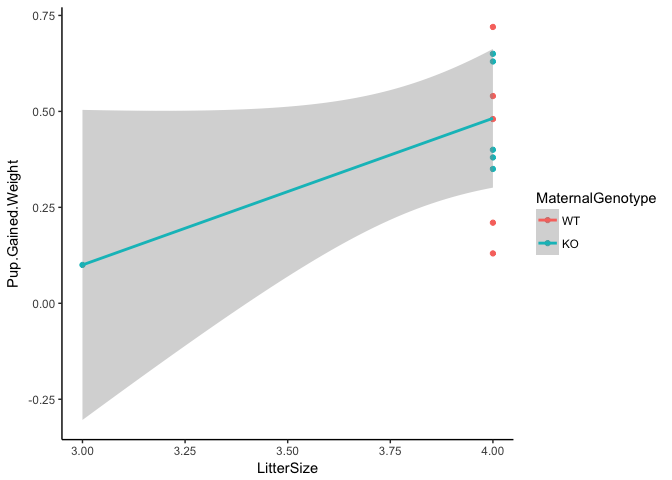 0.75
0.50
0.25
0.00
-0.25
Pup.Gained.Weight
3.00 3.25 3.50 3.75 4.00
LitterSize
MaternalGenotype
WT
KO